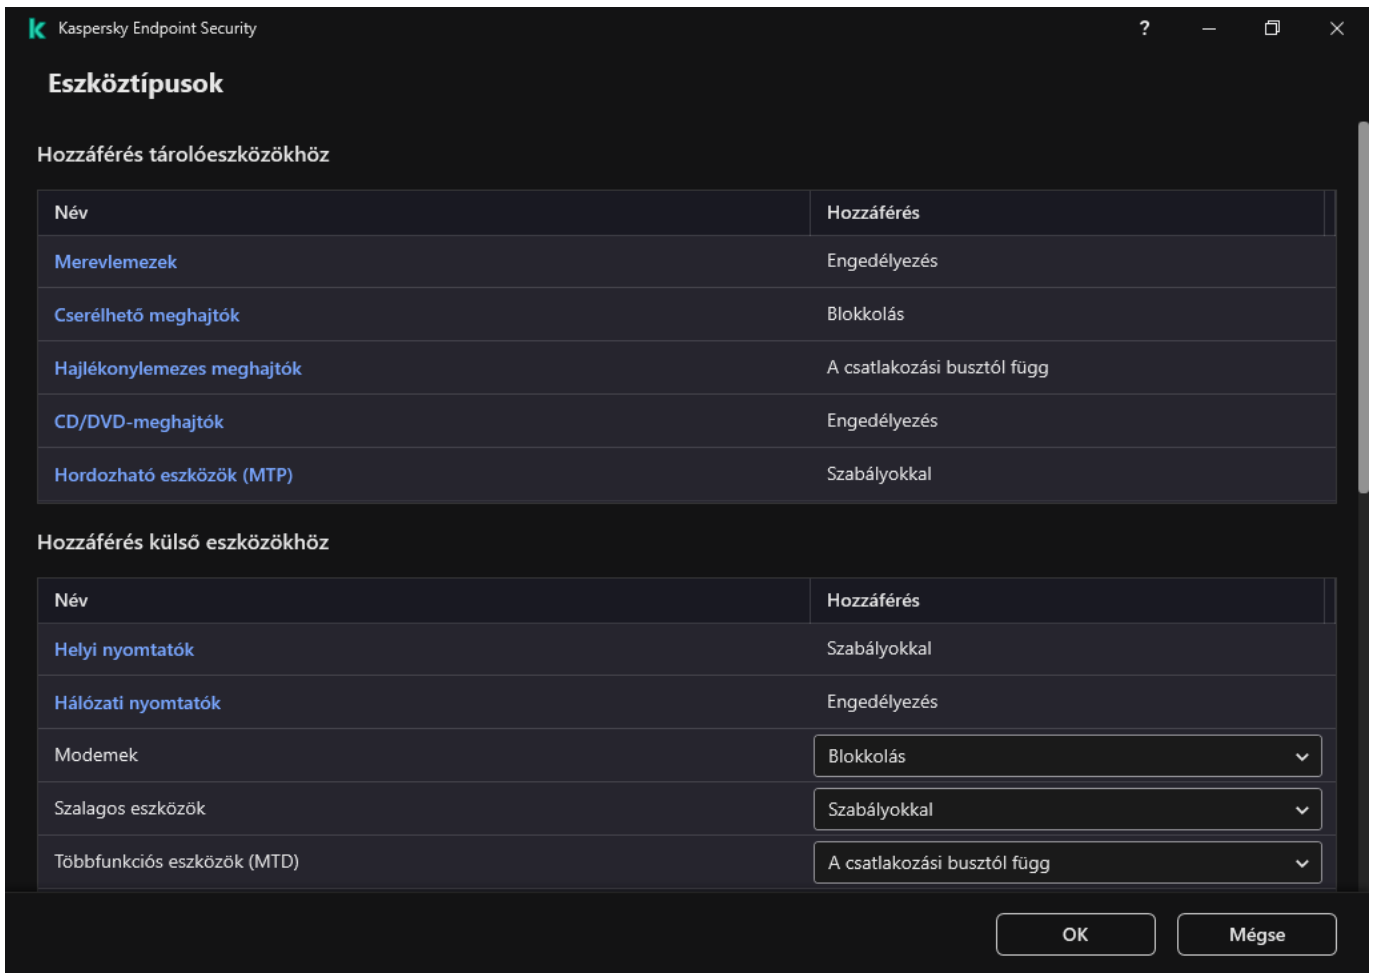 Kaspersky Endpoint Security
?
Eszköztípusok
Hozzáférés tárolóeszközökhöz
Név Hozzáférés
Merevlemezek Engedélyezés
Cserélhető meghajtók Blokkolás
Hajlékonylemezes meghajtók A csatlakozási busztól függ
CD/DVD-meghajtók Engedélyezés
Hordozható eszközök (MTP) Szabályokkal
Hozzáférés külső eszközökhöz
Név Hozzáférés
Helyi nyomtatók Szabályokkal
Hálózati nyomtatók Engedélyezés
Modemek Blokkolás
Szalagos eszközök Szabályokkal
Többfunkciós eszközök (MTD) A csatlakozási busztól függ
OK Mégse